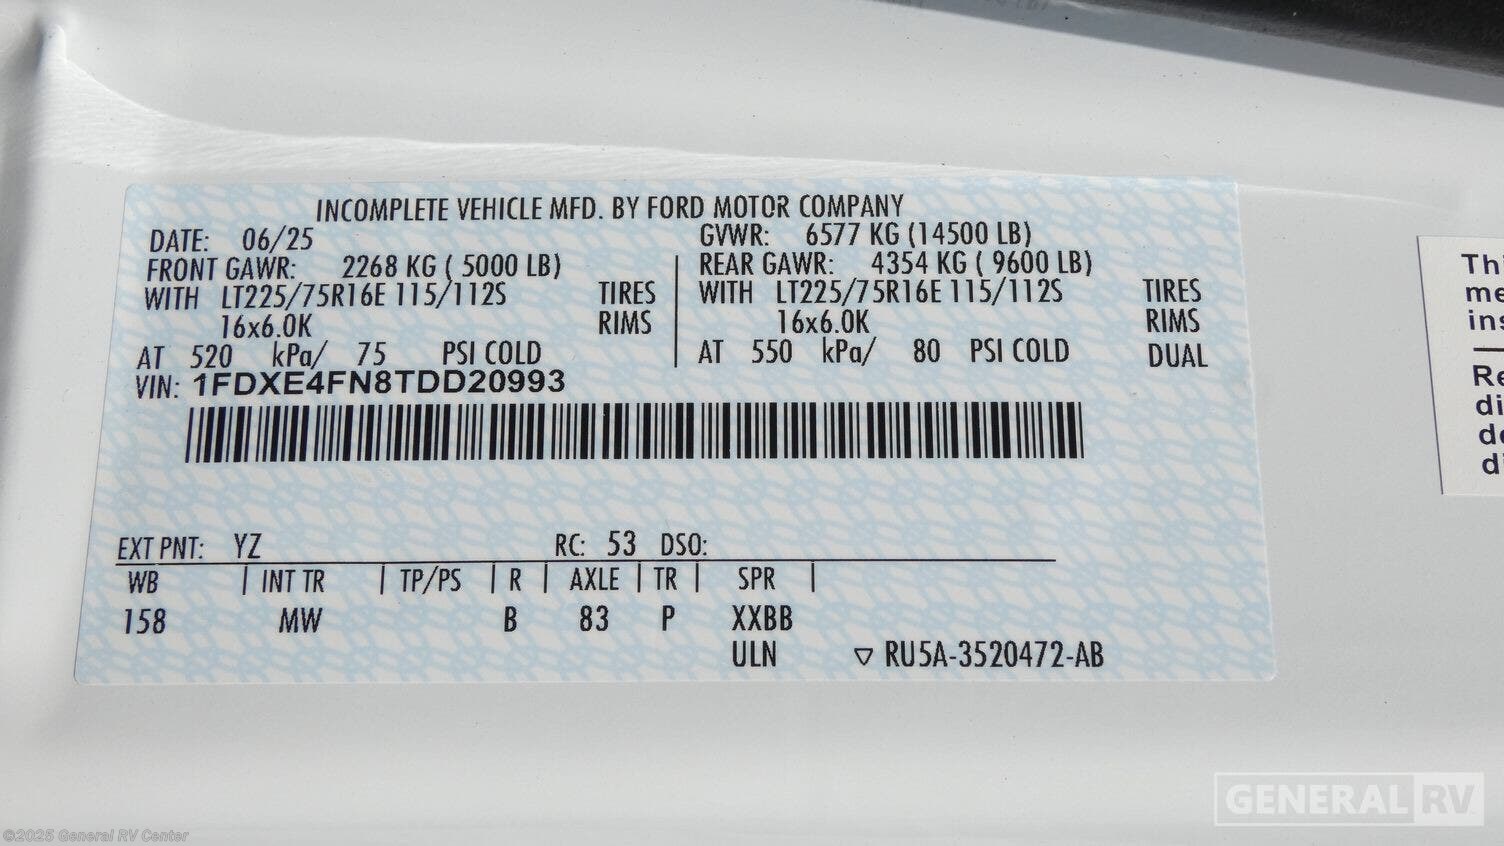 INCOMPLETE VEHICLE MFD. BY FORD MOTOR COMPANY
DATE: 06/25 GVWR: 6577 KG (14500 LB)
FRONT GAWR: 2268 KG ( 5000 LB) REAR GAWR: 4354 KG ( 9600 LB)
WITH LT225/75R16E 115/112S TIRES WITH LT225/75R16E 115/112S TIRES
16x6.0K RIMS 16x6.0K RIMS
AT 520 kPa/ 75 PSI COLD AT 550 kPa/ 80 PSI COLD DUAL
VIN: 1FDXE4FN8TDD20993
EXT PNT: YZ RC: 53 DSO:
WB INT TR TP/PS R AXLE TR SPR
158 MW B 83 P XXBB
ULN RU5A-3520472-AB
Re
GENERAL RV
©2025 General RV Center